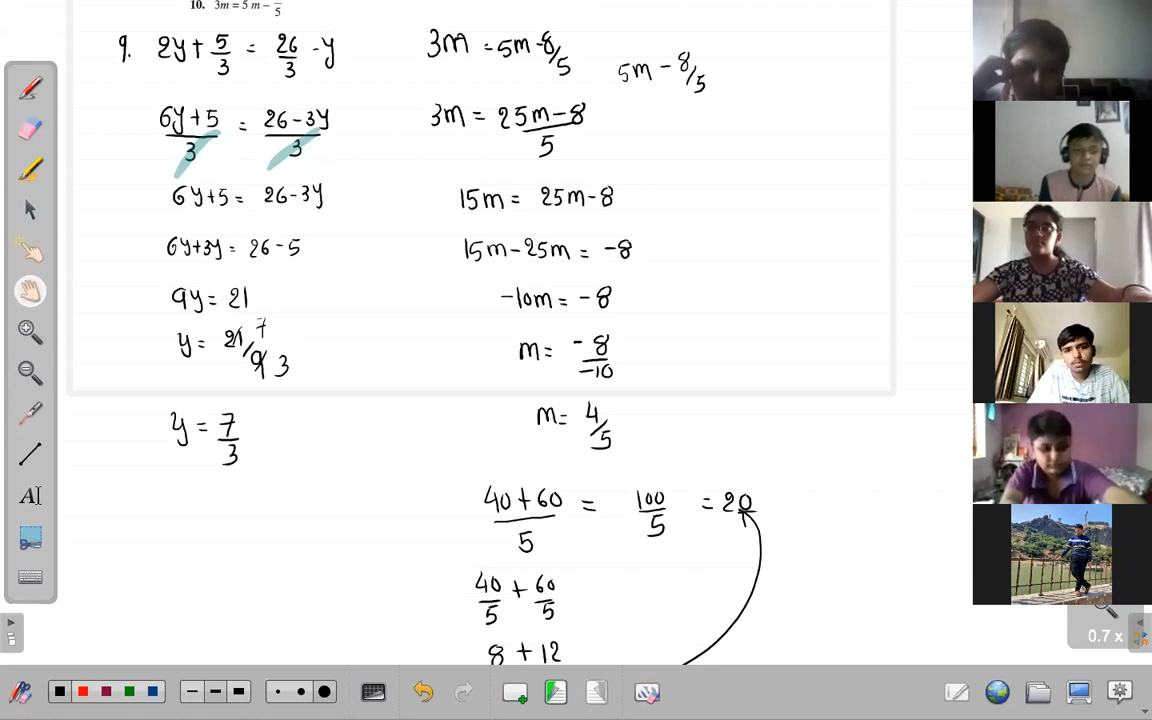 10. 3m = 5 m – /5
9. 2y + 5/3 = 26/3 - y
6y + 5/3 = 26 - 3y/3
6y + 5 = 26 - 3y
6y + 3y = 26 - 5
9y = 21
y = 21/9 7 3
y = 7/3
3m = 5m - 8/5
5m - 8/5
3m = 25m - 8/5
15m = 25m - 8
15m - 25m = -8
-10m = -8
m = -8/-10
m = 4/5
40 + 60/5 = 100/5 = 20
40/5 + 60/5
8 + 12
A
0.7 x